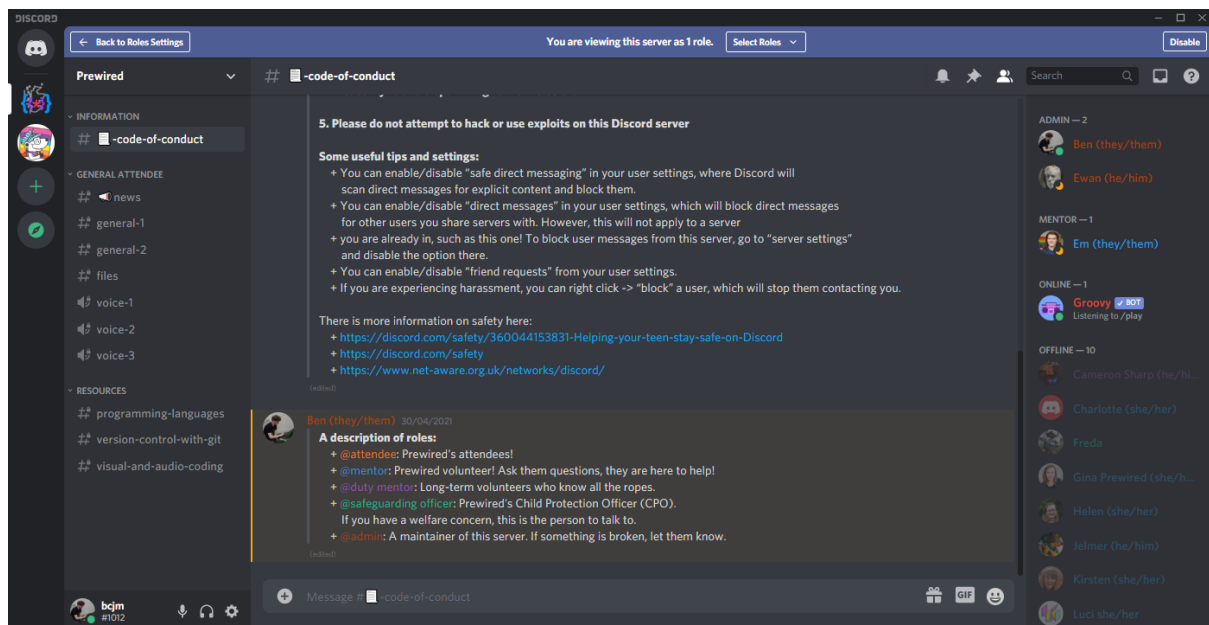 DISCORD
← Back to Roles Settings
You are viewing this server as 1 role.
Select Roles
Disable
Prewired
INFORMATION
-code-of-conduct
GENERAL ATTENDEE
news
general-1
general-2
files
voice-1
voice-2
voice-3
RESOURCES
programming-languages
version-control-with-git
visual-and-audio-coding
bcjm
#1012
-code-of-conduct
Search
5. Please do not attempt to hack or use exploits on this Discord server
Some useful tips and settings:
+ You can enable/disable “safe direct messaging” in your user settings, where Discord will
scan direct messages for explicit content and block them.
+ You can enable/disable “direct messages” in your user settings, which will block direct messages
for other users you share servers with. However, this will not apply to a server
+ you are already in, such as this one! To block user messages from this server, go to “server settings”
and disable the option there.
+ You can enable/disable “friend requests” from your user settings.
+ If you are experiencing harassment, you can right click -> “block” a user, which will stop them contacting you.
There is more information on safety here:
+ https://discord.com/safety/360044153831-Helping-your-teen-stay-safe-on-Discord
+ https://discord.com/safety
+ https://www.net-aware.org.uk/networks/discord/
(edited)
Ben (they/them) 30/04/2021
A description of roles:
+ @attendee: Prewired's attendees!
+ @mentor: Prewired volunteer! Ask them questions, they are here to help!
+ @duty mentor: Long-term volunteers who know all the ropes.
+ @safeguarding officer: Prewired's Child Protection Officer (CPO).
If you have a welfare concern, this is the person to talk to.
+ @admin: A maintainer of this server. If something is broken, let them know.
(edited)
Message # -code-of-conduct
GIF
ADMIN — 2
Ben (they/them)
Ewan (he/him)
MENTOR — 1
Em (they/them)
ONLINE — 1
Groovy ✓ BOT
Listening to /play
OFFLINE — 10
Cameron Sharp (he/hi...
Charlotte (she/her)
Freda
Gina Prewired (she/h...
Helen (she/her)
Jelmer (he/him)
Kirsten (she/her)
Luci she/her